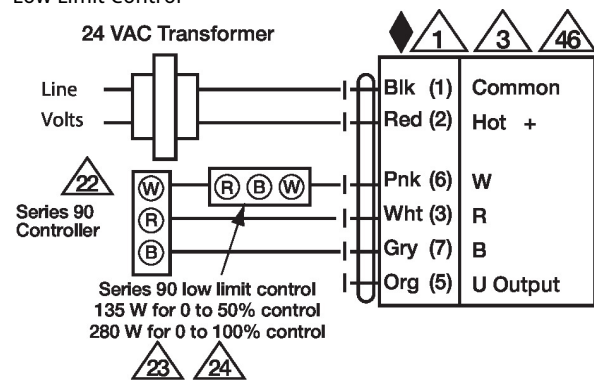 Low Limit Control
24 VAC Transformer
1 3 46
Line
Volts
Blk (1) Common
Red (2) Hot +
22
Series 90
Controller
W
R
B
R B W
Pnk (6) W
Wht (3) R
Gry (7) B
Org (5) U Output
Series 90 low limit control
135 W for 0 to 50% control
280 W for 0 to 100% control
23 24